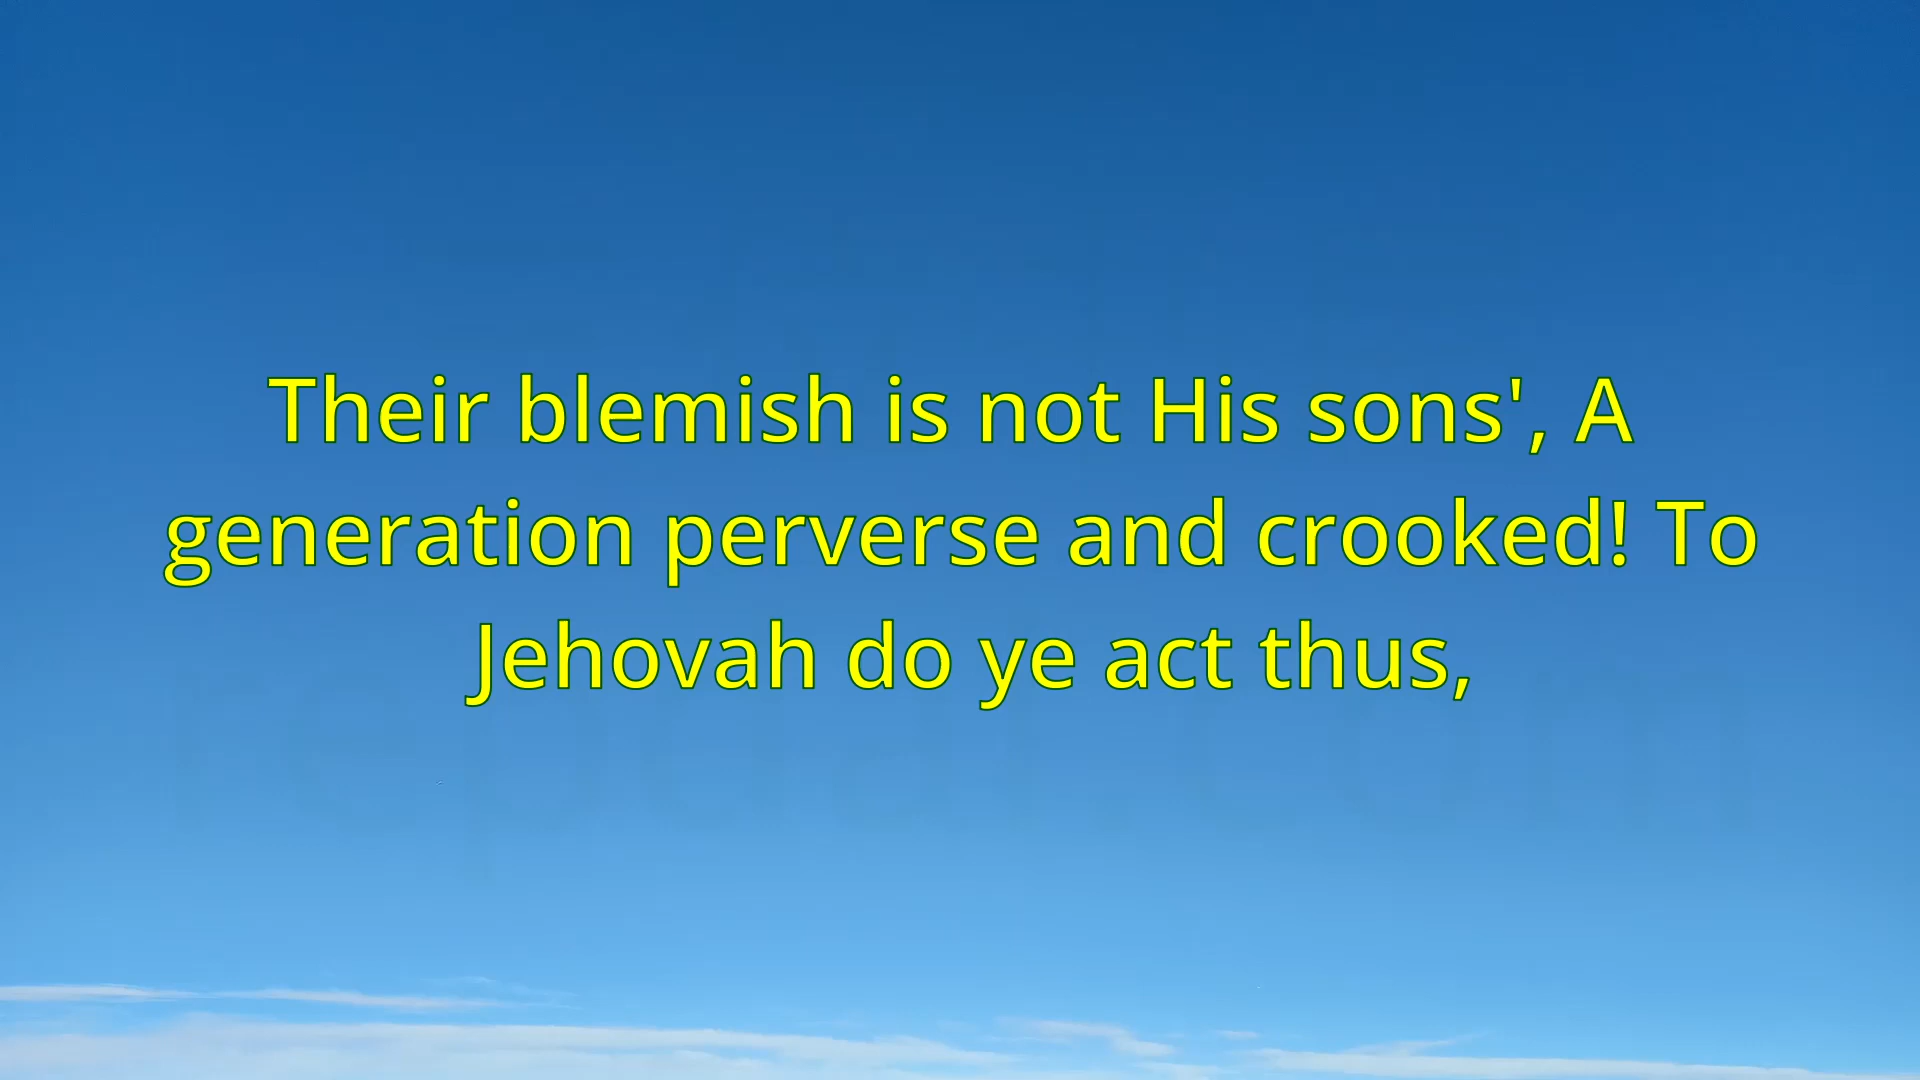 Their blemish is not His sons', A
generation perverse and crooked! To
Jehovah do ye act thus,